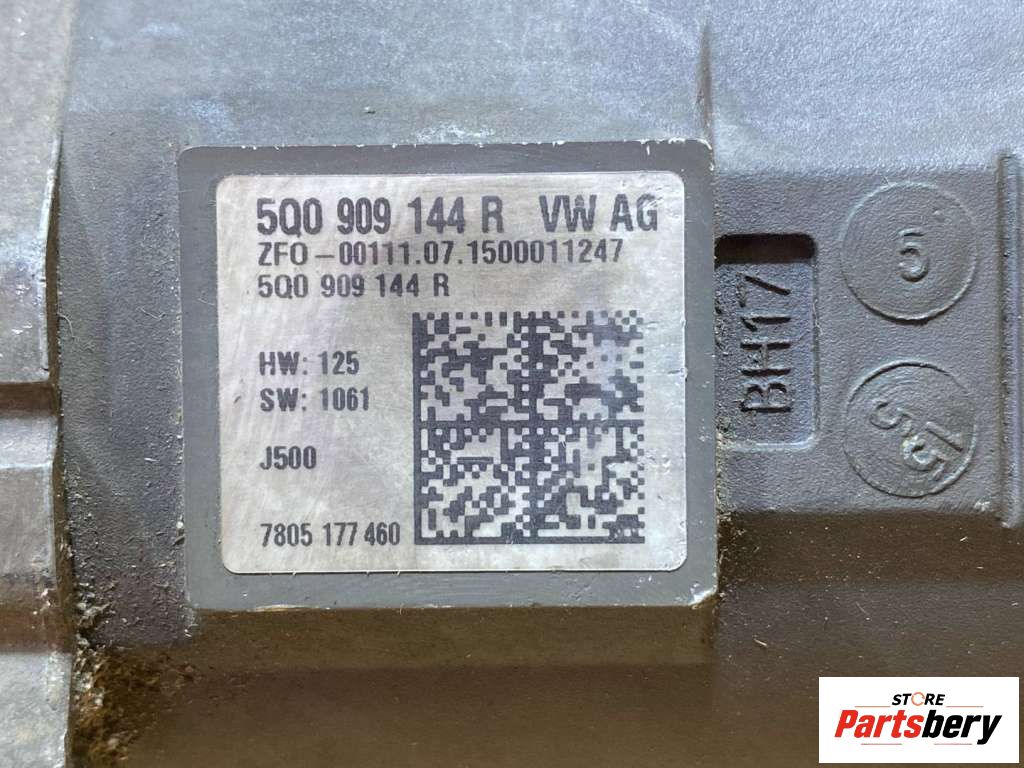 5Q0 909 144 R VW AG
ZF0-00111.07.1500011247
5Q0 909 144 R
HW: 125
SW: 1061
J500
7805 177 460
BH17
5
STORE
Partsbery